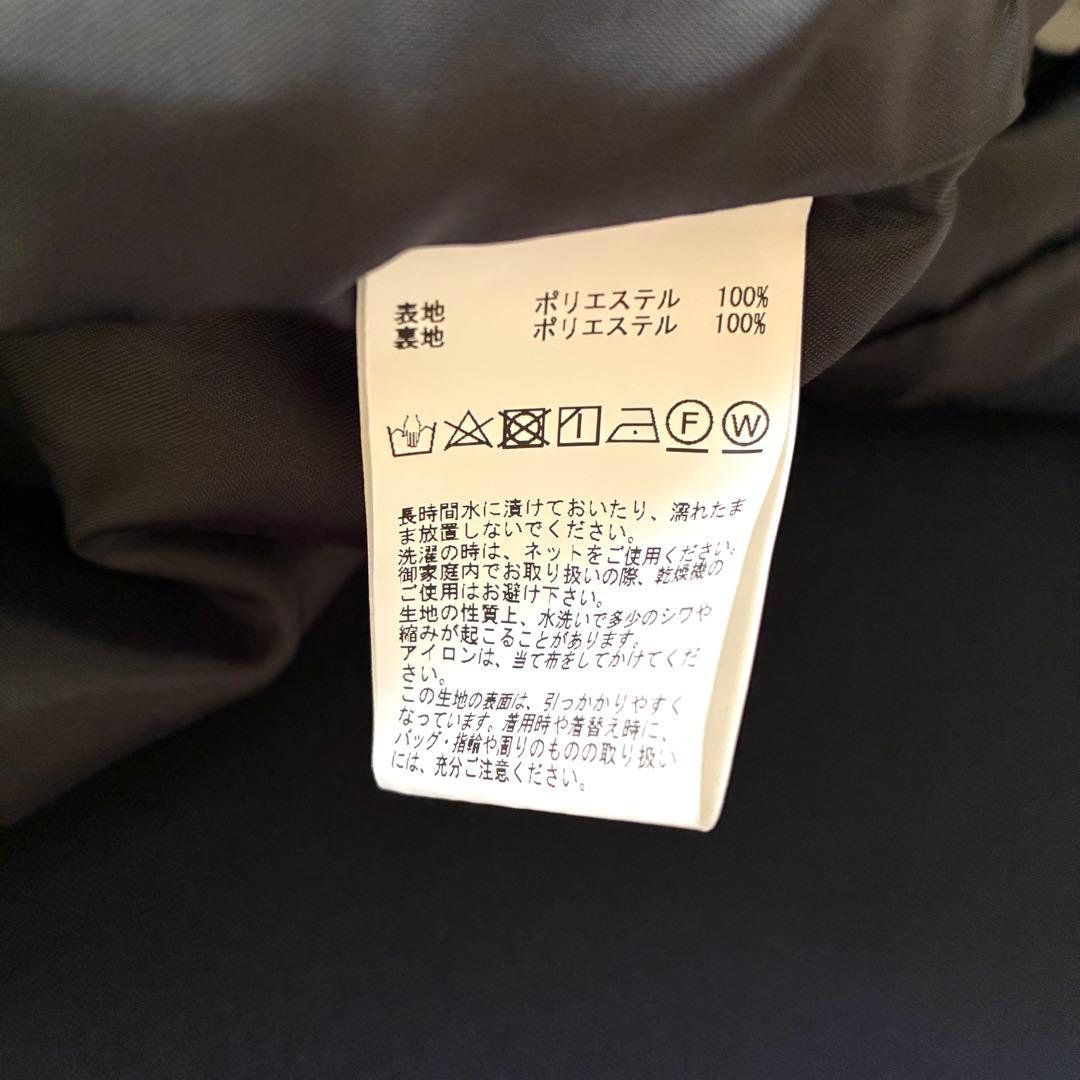 表地 ポリエステル 100%
裏地 ポリエステル 100%
F W
長時間水に漬けておいたり、濡れたま
ま放置しないでください。
洗濯の時は、ネットをご使用ください。
御家庭内でお取り扱いの際、乾燥機の
ご使用はお避け下さい。
生地の性質上、水洗いで多少のシワや
縮みが起こることがあります。
アイロンは、当て布をしてかけてくだ
さい。
この生地の表面は、引っかかりやすく
なっています。着用時や着替え時に、
バッグ・指輪や周りのものの取り扱い
には、充分ご注意ください。